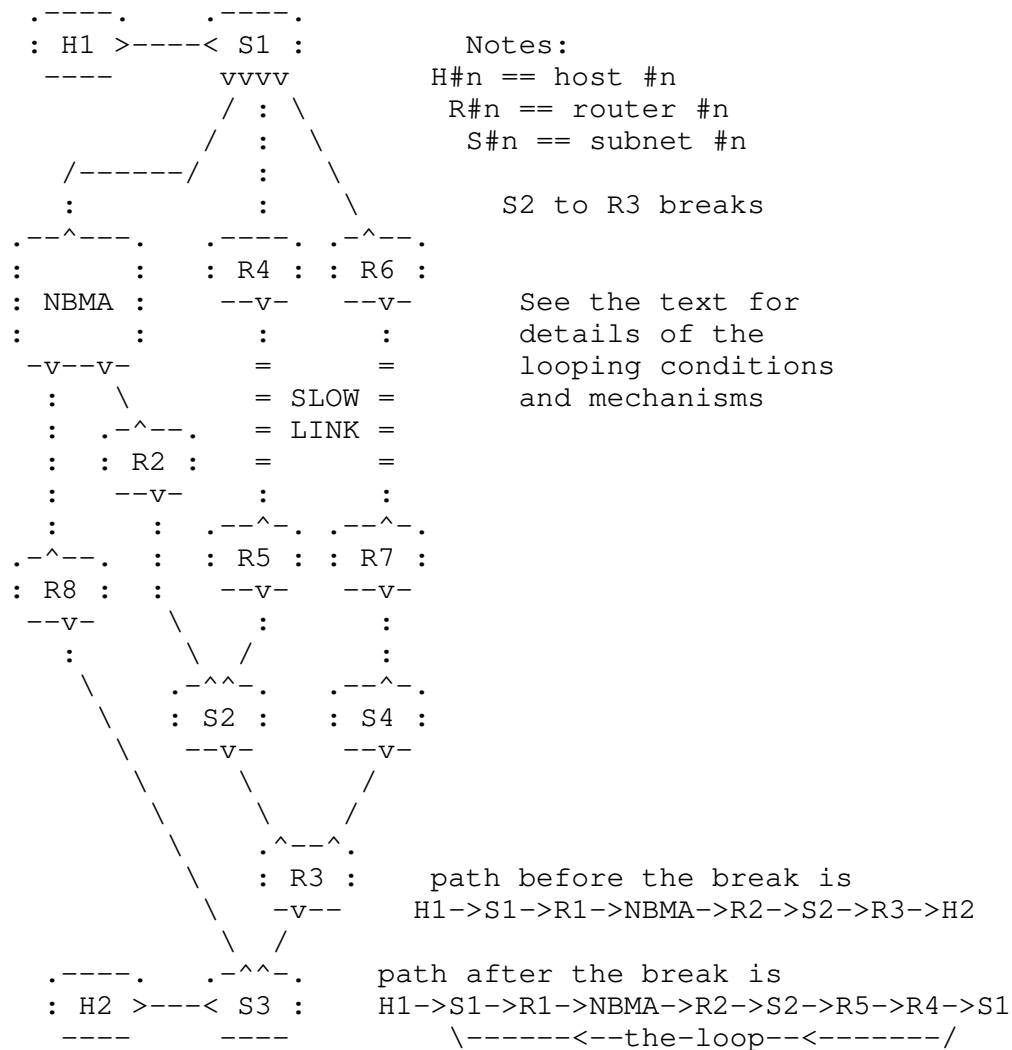 .----.    .----.
 : H1 >----< S1 :          Notes:
  ----      vvvv         H#n == host #n
            / : \         R#n == router #n
           /  :  \         S#n == subnet #n
   /------/   :   \
   :          :    \         S2 to R3 breaks
.--^---.    .----. .-^--.
:      :    : R4 : : R6 :
: NBMA :     --v-   --v-      See the text for
:      :       :      :       details of the
 -v--v-        =      =       looping conditions
  :   \        = SLOW =       and mechanisms
  :  .-^--.    = LINK =
  :  : R2 :    =      =
  :   --v-     :      :
  :     :   .--^-. .--^-.
.-^--.  :   : R5 : : R7 :
: R8 :  :    --v-   --v-
 --v-    \     :      :
   :      \   /       :
    \     .-^^-.   .--^-.
     \    : S2 :   : S4 :
      \    --v-     --v-
       \      \      /
        \      \    /
         \     .^--^.
          \    : R3 :     path before the break is
           \    -v--    H1->S1->R1->NBMA->R2->S2->R3->H2
            \   /
  .----.    .-^^-.     path after the break is
  : H2 >---< S3 :    H1->S1->R1->NBMA->R2->S2->R5->R4->S1
   ----      ----        \------<--the-loop--<-------/